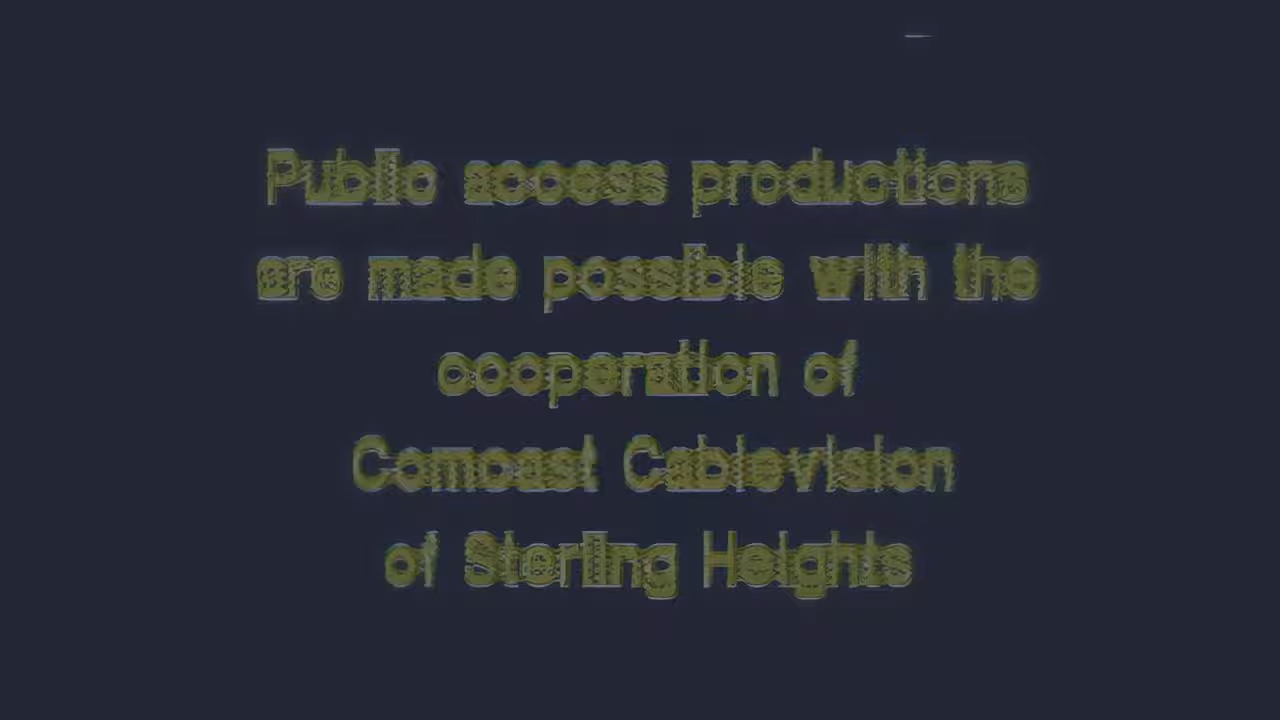 Public access productions
are made possible with the
cooperation of
Comcast Cablevision
of Sterling Heights